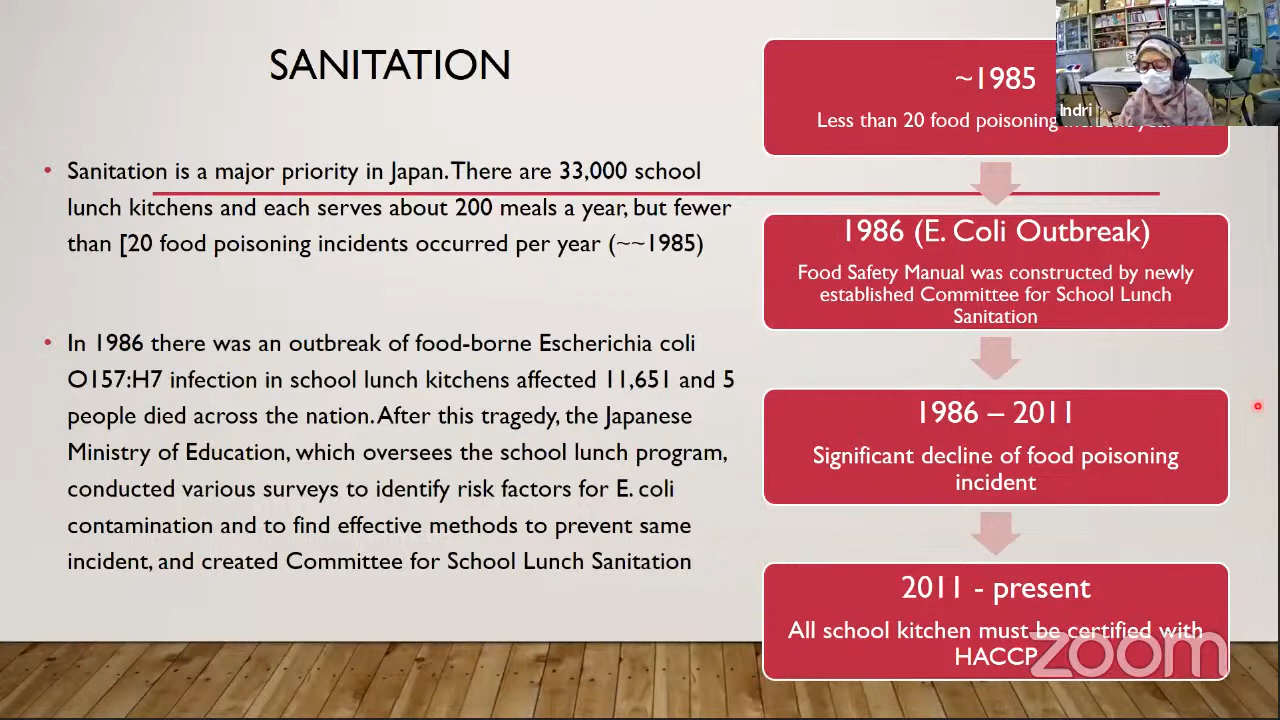 SANITATION
• Sanitation is a major priority in Japan. There are 33,000 school
lunch kitchens and each serves about 200 meals a year, but fewer
than [20 food poisoning incidents occurred per year (~~1985)
• In 1986 there was an outbreak of food-borne Escherichia coli
O157:H7 infection in school lunch kitchens affected 11,651 and 5
people died across the nation. After this tragedy, the Japanese
Ministry of Education, which oversees the school lunch program,
conducted various surveys to identify risk factors for E. coli
contamination and to find effective methods to prevent same
incident, and created Committee for School Lunch Sanitation
~1985
Less than 20 food poisoning
Indri
1986 (E. Coli Outbreak)
Food Safety Manual was constructed by newly
established Committee for School Lunch
Sanitation
1986 – 2011
Significant decline of food poisoning
incident
2011 - present
All school kitchen must be certified with
HACCP
zoom